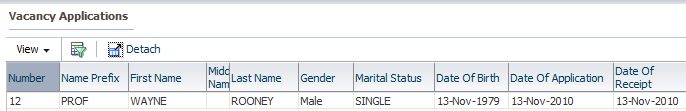 Vacancy Applications
View Detach
Number Name Prefix First Name Midd Nam Last Name Gender Marital Status Date Of Birth Date Of Application Date Of Receipt
12 PROF WAYNE ROONEY Male SINGLE 13-Nov-1979 13-Nov-2010 13-Nov-2010